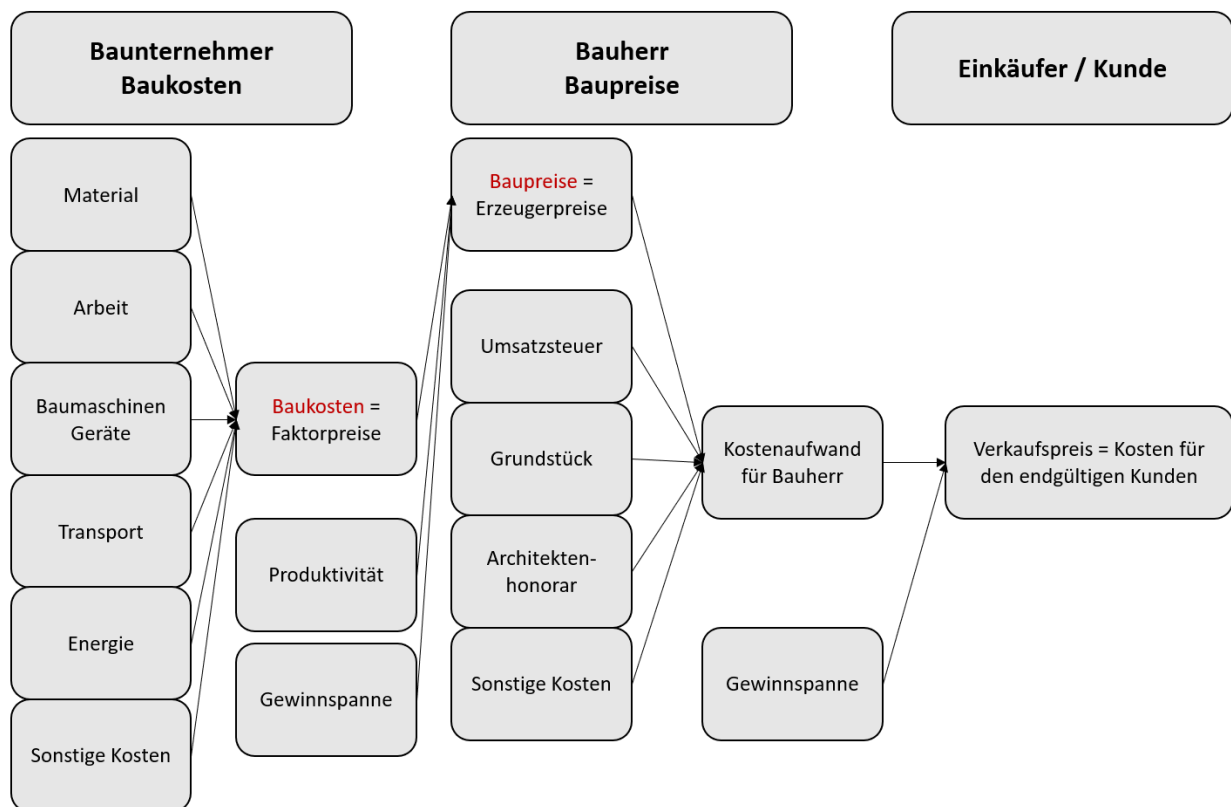 Baunternehmer
Baukosten
Bauherr
Baupreise
Einkäufer / Kunde
Material
Arbeit
Baumaschinen
Geräte
Transport
Energie
Sonstige Kosten
Baukosten =
Faktorpreise
Produktivität
Gewinnspanne
Baupreise =
Erzeugerpreise
Umsatzsteuer
Grundstück
Architekten-
honorar
Sonstige Kosten
Kostenaufwand
für Bauherr
Gewinnspanne
Verkaufspreis = Kosten für
den endgültigen Kunden